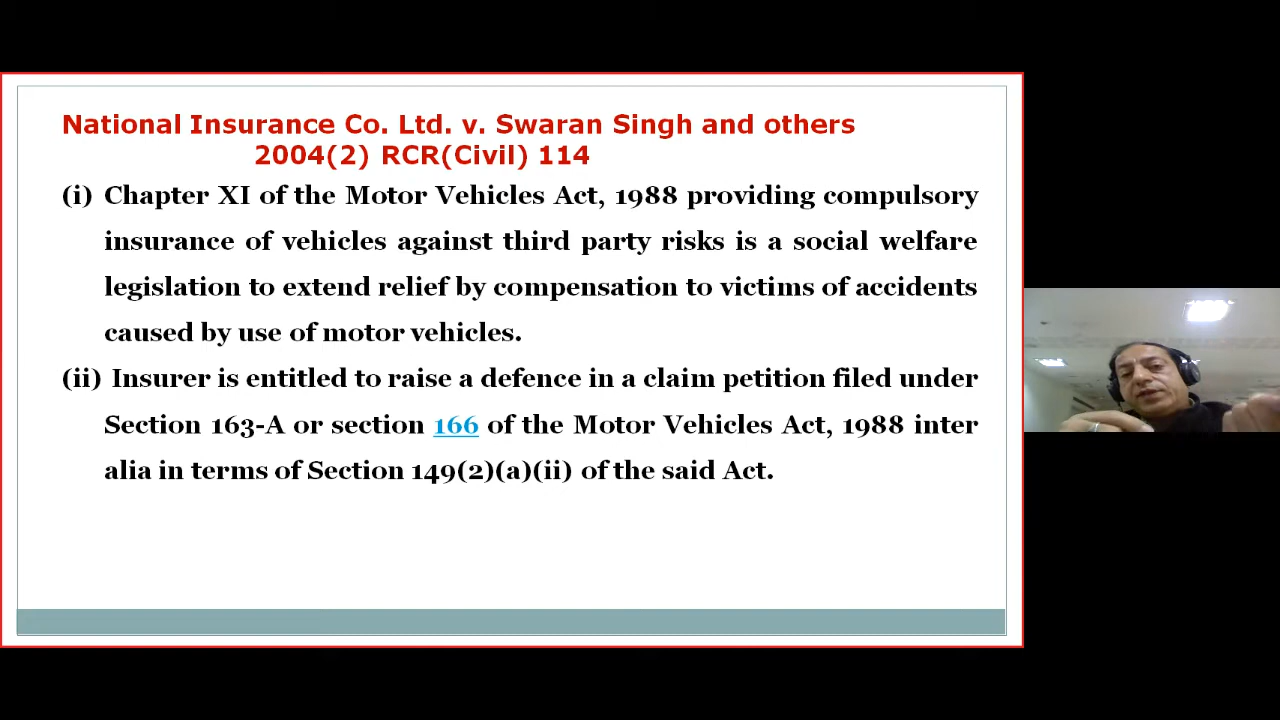 National Insurance Co. Ltd. v. Swaran Singh and others
2004(2) RCR(Civil) 114
(i) Chapter XI of the Motor Vehicles Act, 1988 providing compulsory
insurance of vehicles against third party risks is a social welfare
legislation to extend relief by compensation to victims of accidents
caused by use of motor vehicles.
(ii) Insurer is entitled to raise a defence in a claim petition filed under
Section 163-A or section 166 of the Motor Vehicles Act, 1988 inter
alia in terms of Section 149(2)(a)(ii) of the said Act.